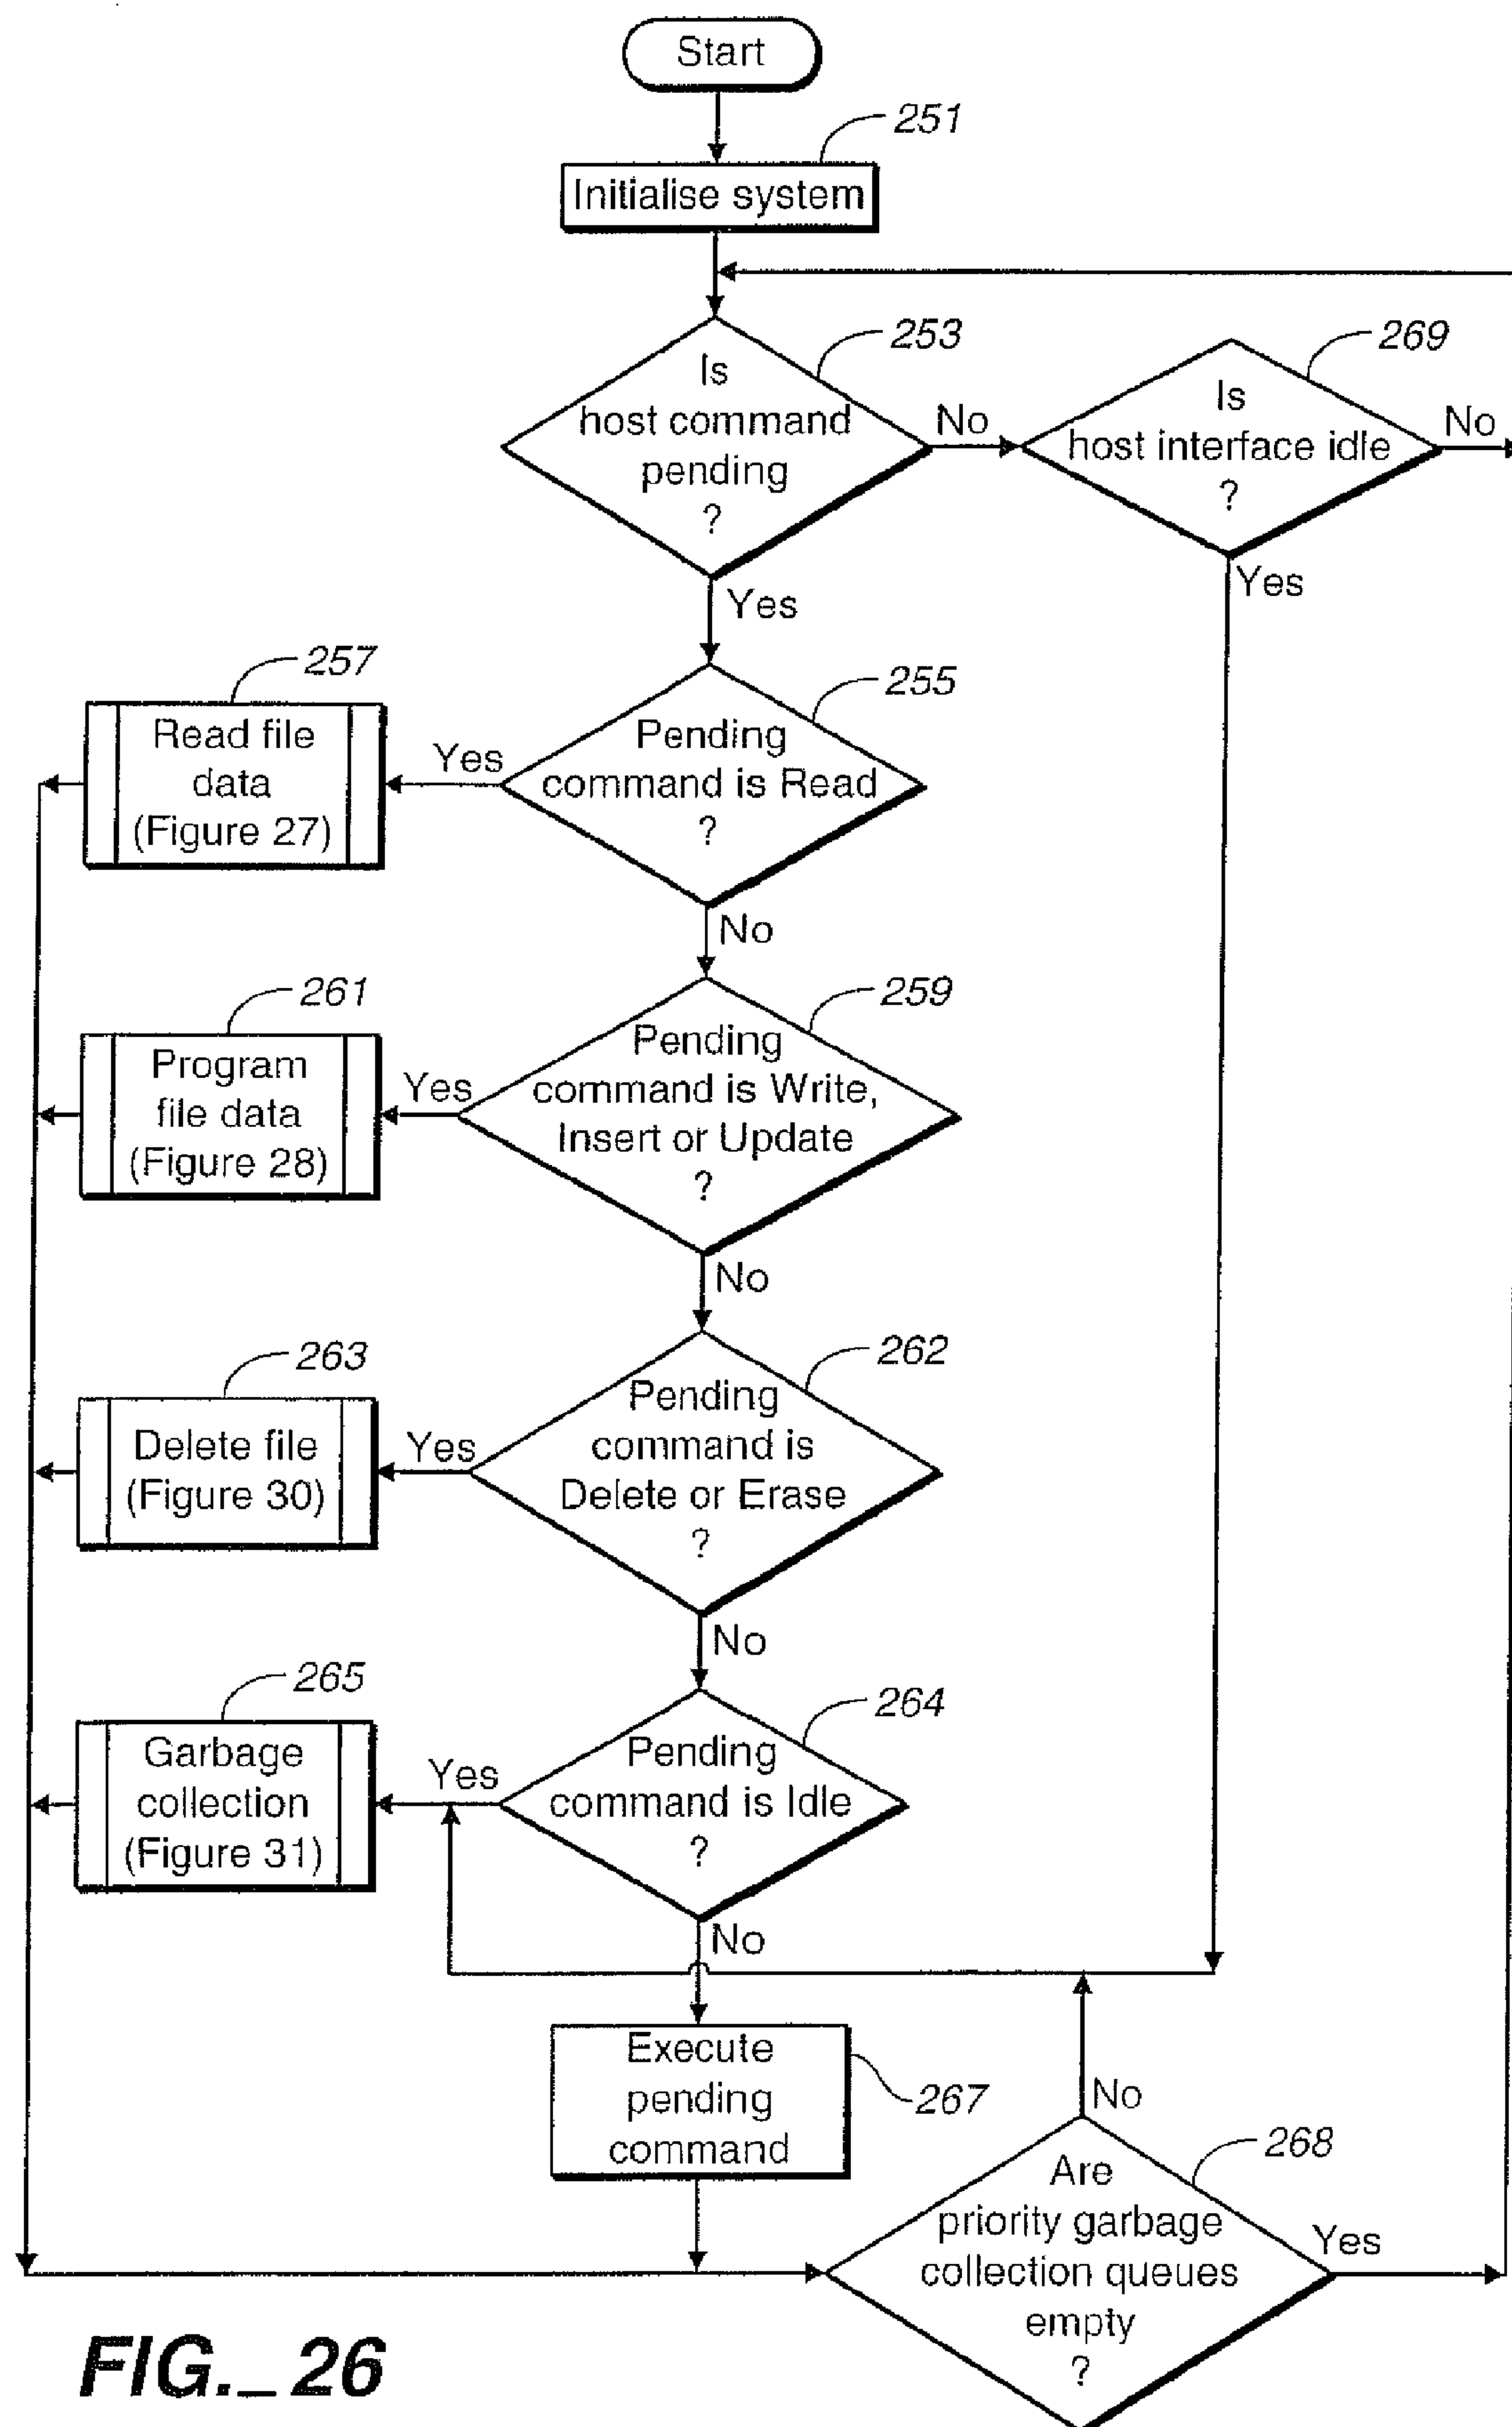 Start
251
Initialise system
253
Is
host command
pending
?
No
269
Is
host interface idle
?
No
Yes
Yes
257
Read file
data
(Figure 27)
Yes
255
Pending
command is Read
?
No
261
Program
file data
(Figure 28)
Yes
259
Pending
command is Write,
Insert or Update
?
No
263
Delete file
(Figure 30)
Yes
262
Pending
command is
Delete or Erase
?
No
265
Garbage
collection
(Figure 31)
Yes
264
Pending
command is Idle
?
No
Execute
pending
command
267
No
268
Are
priority garbage
collection queues
empty
?
Yes
FIG._26